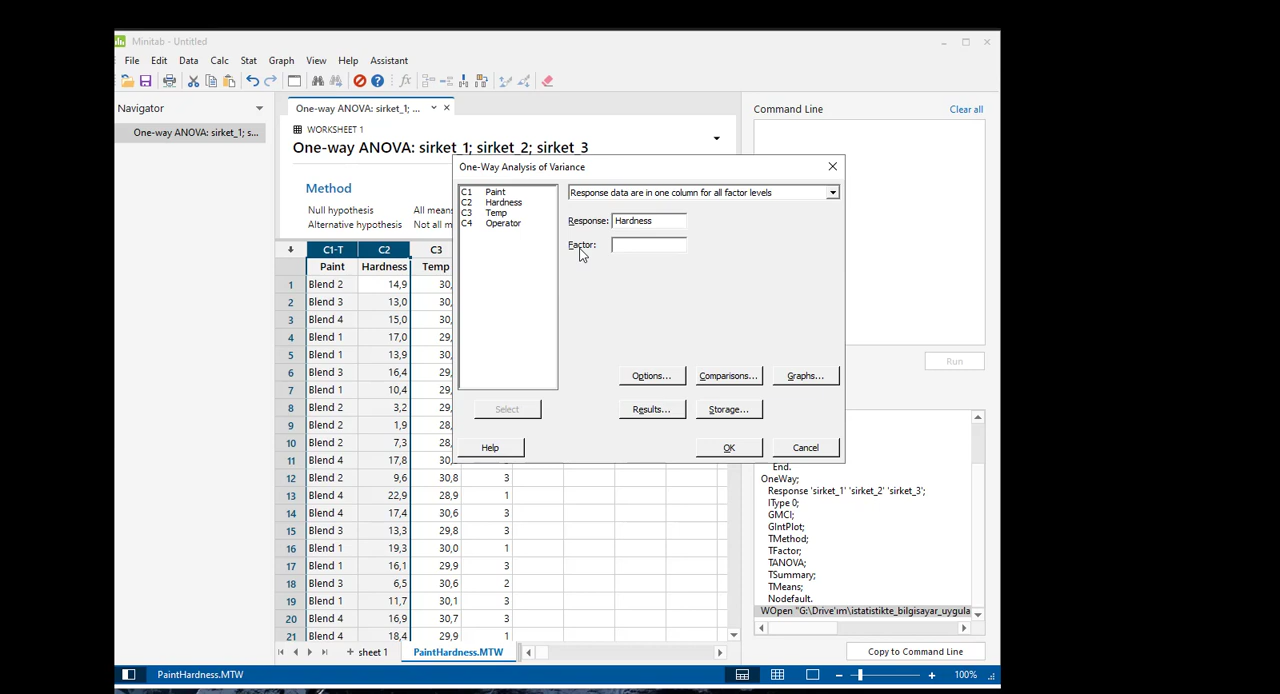 Minitab - Untitled
File Edit Data Calc Stat Graph View Help Assistant
Navigator
One-way ANOVA: sirket_1; s...
One-way ANOVA: sirket_1; ...
WORKSHEET 1
One-way ANOVA: sirket_1; sirket_2; sirket_3
Method
Null hypothesis All means
Alternative hypothesis Not all m
Command Line Clear all
Run
One-Way Analysis of Variance
C1 Paint
C2 Hardness
C3 Temp
C4 Operator
Response data are in one column for all factor levels
Response: Hardness
Factor:
Options... Comparisons... Graphs...
Select Results... Storage...
Help OK Cancel
C1-T C2 C3
Paint Hardness Temp
1 Blend 2 14,9 30,
2 Blend 3 13,0 30,
3 Blend 4 15,0 30,
4 Blend 1 17,0 29,
5 Blend 1 13,9 30,
6 Blend 3 16,4 29,
7 Blend 1 10,4 29,
8 Blend 2 3,2 29,
9 Blend 2 1,9 28,
10 Blend 2 7,3 28,
11 Blend 4 17,8 30,
12 Blend 2 9,6 30,8 3
13 Blend 4 22,9 28,9 1
14 Blend 4 17,4 30,6 3
15 Blend 3 13,3 29,8 3
16 Blend 1 19,3 30,0 1
17 Blend 1 16,1 29,9 3
18 Blend 3 6,5 30,6 2
19 Blend 1 11,7 30,1 3
20 Blend 4 16,9 30,7 3
21 Blend 4 18,4 29,9 1
End.
OneWay;
Response 'sirket_1' 'sirket_2' 'sirket_3';
IType 0;
GMCI;
GIntPlot;
TMethod;
TFactor;
TANOVA;
TSummary;
TMeans;
Nodefault.
WOpen "G:\Drive'ım\istatistikte_bilgisayar_uygula
Copy to Command Line
sheet 1 PaintHardness.MTW
PaintHardness.MTW 100%